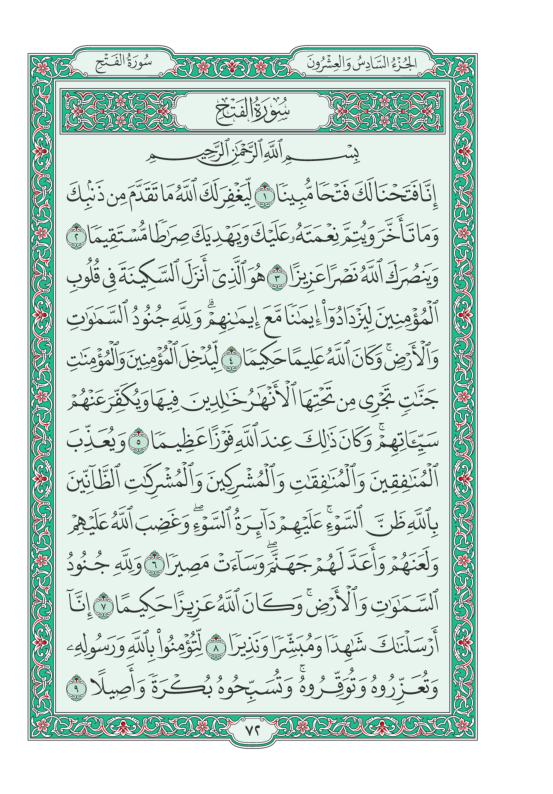 سُورَةُ الفَتْحِ
الجُزْءُ السَّادِسُ وَالعِشْرُونَ
سُورَةُ الفَتْحِ
بِسْمِ ٱللَّهِ ٱلرَّحْمَٰنِ ٱلرَّحِيمِ
إِنَّا فَتَحْنَا لَكَ فَتْحًا مُّبِينًا ١ لِّيَغْفِرَ لَكَ ٱللَّهُ مَا تَقَدَّمَ مِن ذَنۢبِكَ
وَمَا تَأَخَّرَ وَيُتِمَّ نِعْمَتَهُۥ عَلَيْكَ وَيَهْدِيَكَ صِرَٰطًا مُّسْتَقِيمًا ٢
وَيَنصُرَكَ ٱللَّهُ نَصْرًا عَزِيزًا ٣ هُوَ ٱلَّذِىٓ أَنزَلَ ٱلسَّكِينَةَ فِى قُلُوبِ
ٱلْمُؤْمِنِينَ لِيَزْدَادُوٓا۟ إِيمَٰنًا مَّعَ إِيمَٰنِهِمْ ۗ وَلِلَّهِ جُنُودُ ٱلسَّمَٰوَٰتِ
وَٱلْأَرْضِ ۚ وَكَانَ ٱللَّهُ عَلِيمًا حَكِيمًا ٤ لِّيُدْخِلَ ٱلْمُؤْمِنِينَ وَٱلْمُؤْمِنَٰتِ
جَنَّٰتٍ تَجْرِى مِن تَحْتِهَا ٱلْأَنْهَٰرُ خَٰلِدِينَ فِيهَا وَيُكَفِّرَ عَنْهُمْ
سَيِّـَٔاتِهِمْ ۚ وَكَانَ ذَٰلِكَ عِندَ ٱللَّهِ فَوْزًا عَظِيمًا ٥ وَيُعَذِّبَ
ٱلْمُنَٰفِقِينَ وَٱلْمُنَٰفِقَٰتِ وَٱلْمُشْرِكِينَ وَٱلْمُشْرِكَٰتِ ٱلظَّآنِّينَ
بِٱللَّهِ ظَنَّ ٱلسَّوْءِ ۚ عَلَيْهِمْ دَآئِرَةُ ٱلسَّوْءِ ۖ وَغَضِبَ ٱللَّهُ عَلَيْهِمْ
وَلَعَنَهُمْ وَأَعَدَّ لَهُمْ جَهَنَّمَ ۖ وَسَآءَتْ مَصِيرًا ٦ وَلِلَّهِ جُنُودُ
ٱلسَّمَٰوَٰتِ وَٱلْأَرْضِ ۚ وَكَانَ ٱللَّهُ عَزِيزًا حَكِيمًا ٧ إِنَّآ
أَرْسَلْنَٰكَ شَٰهِدًا وَمُبَشِّرًا وَنَذِيرًا ٨ لِّتُؤْمِنُوا۟ بِٱللَّهِ وَرَسُولِهِۦ
وَتُعَزِّرُوهُ وَتُوَقِّرُوهُ ۚ وَتُسَبِّحُوهُ بُكْرَةً وَأَصِيلًا ٩
٧٢